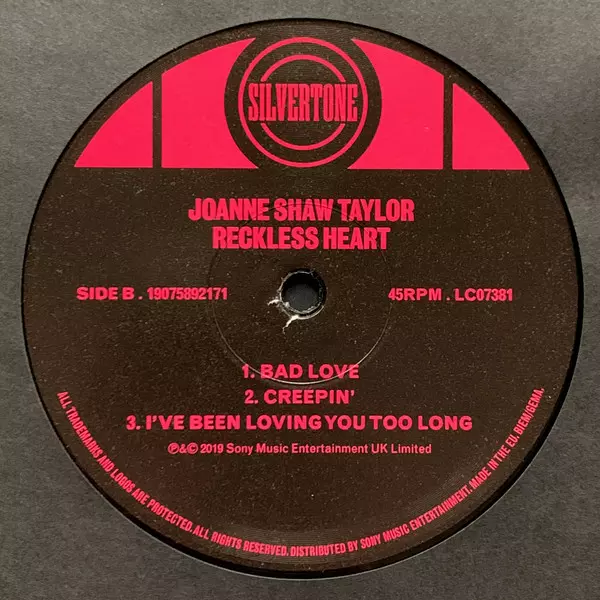 SILVERTONE
JOANNE SHAW TAYLOR
RECKLESS HEART
SIDE B . 19075892171
45RPM . LC07381
1. BAD LOVE
2. CREEPIN'
3. I'VE BEEN LOVING YOU TOO LONG
℗&© 2019 Sony Music Entertainment UK Limited
ALL TRADEMARKS AND LOGOS ARE PROTECTED. ALL RIGHTS RESERVED. DISTRIBUTED BY SONY MUSIC ENTERTAINMENT. MADE IN THE EU. BIEM/GEMA.